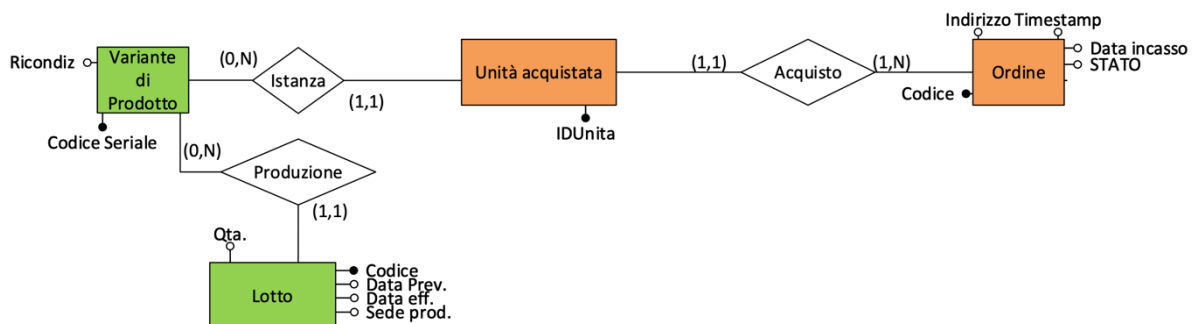 Indirizzo Timestamp
Ricondiz
Variante
di
Prodotto
(0,N)
Istanza
(1,1)
Unità acquistata
(1,1)
Acquisto
(1,N)
Ordine
Data incasso
STATO
Codice
Codice Seriale
IDUnita
(0,N)
Produzione
(1,1)
Qta.
Lotto
Codice
Data Prev.
Data eff.
Sede prod.